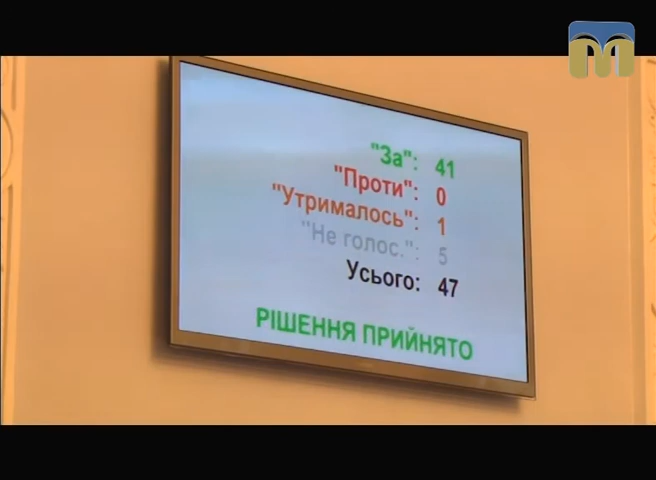 "За": 41
"Проти": 0
"Утрималось": 1
"Не голос.": 5
Усього: 47
РІШЕННЯ ПРИЙНЯТО